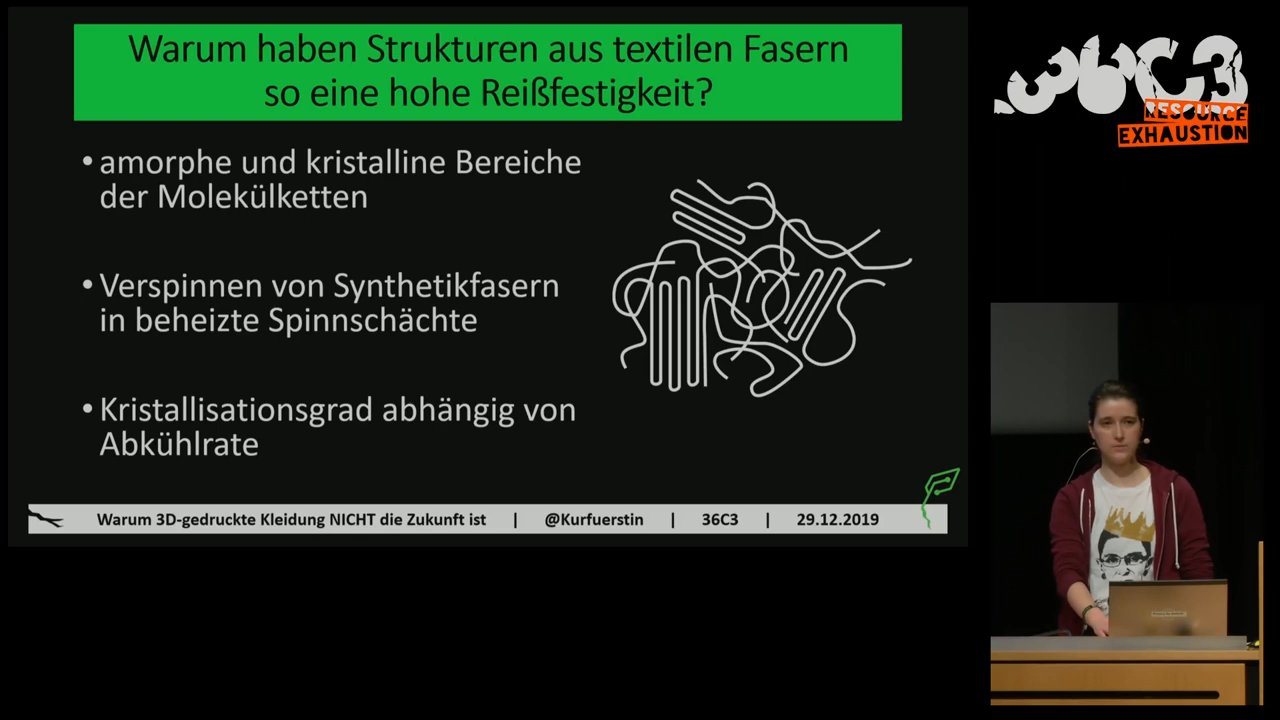 Warum haben Strukturen aus textilen Fasern
so eine hohe Reißfestigkeit?
• amorphe und kristalline Bereiche
der Molekülketten
• Verspinnen von Synthetikfasern
in beheizte Spinnschächte
• Kristallisationsgrad abhängig von
Abkühlrate
Warum 3D-gedruckte Kleidung NICHT die Zukunft ist | @Kurfuerstin | 36C3 | 29.12.2019
36C3
RESOURCE
EXHAUSTION